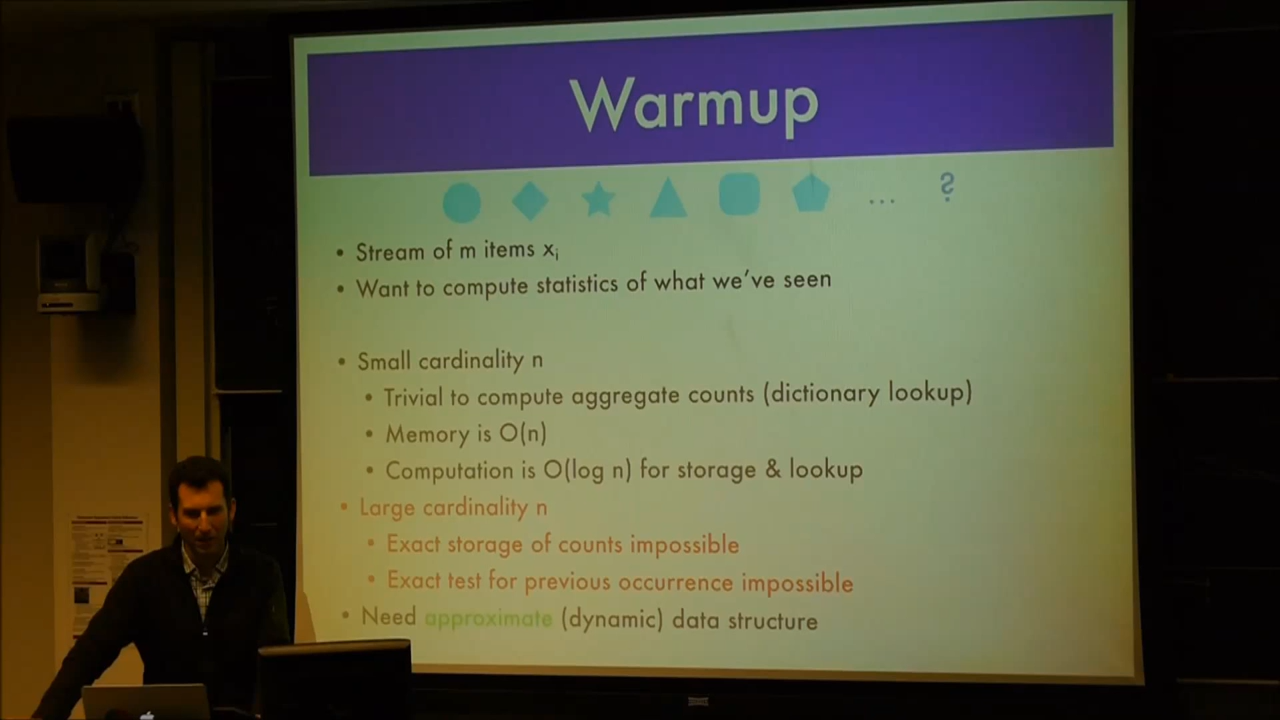 Warmup
... ?
• Stream of m items xᵢ
• Want to compute statistics of what we've seen
• Small cardinality n
• Trivial to compute aggregate counts (dictionary lookup)
• Memory is O(n)
• Computation is O(log n) for storage & lookup
• Large cardinality n
• Exact storage of counts impossible
• Exact test for previous occurrence impossible
• Need approximate (dynamic) data structure